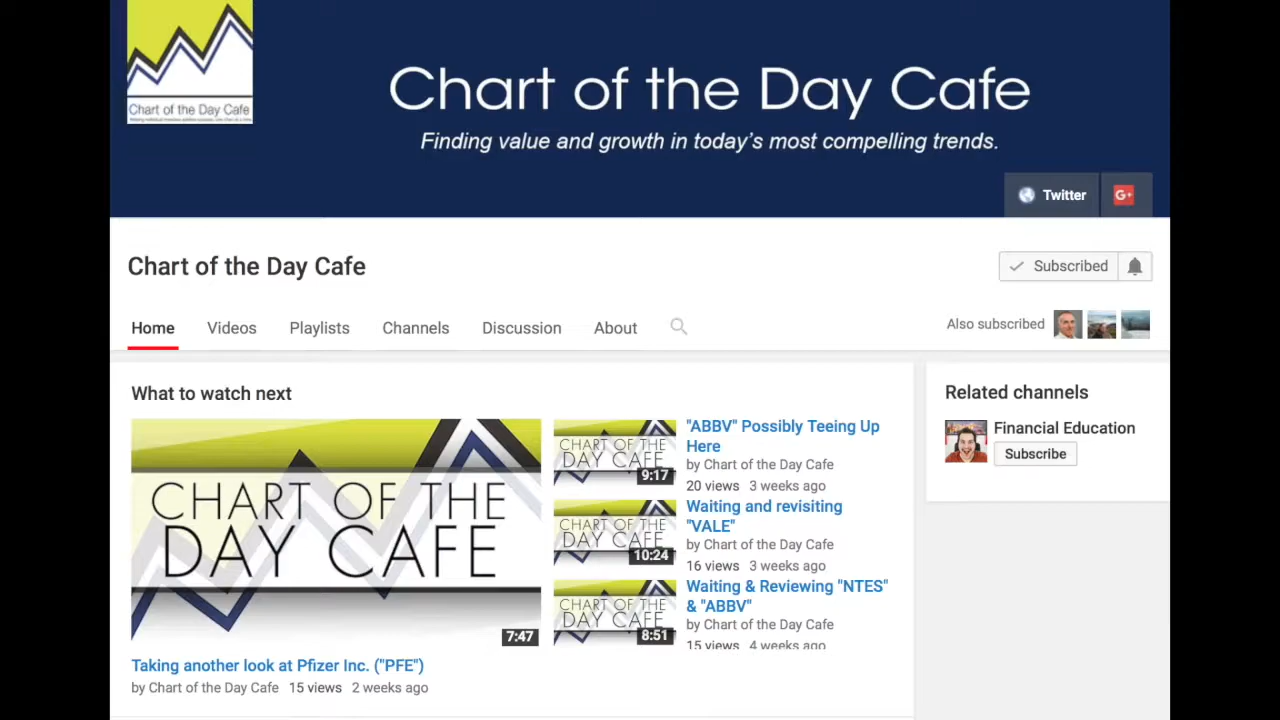 Chart of the Day Cafe
Chart of the Day Cafe
Finding value and growth in today's most compelling trends.
Twitter
G+
Chart of the Day Cafe
Subscribed
Home Videos Playlists Channels Discussion About
Also subscribed
What to watch next
CHART OF THE
DAY CAFE
7:47
Taking another look at Pfizer Inc. ("PFE")
by Chart of the Day Cafe 15 views 2 weeks ago
CHART OF THE
DAY CAFE
9:17
"ABBV" Possibly Teeing Up
Here
by Chart of the Day Cafe
20 views 3 weeks ago
CHART OF THE
DAY CAFE
10:24
Waiting and revisiting
"VALE"
by Chart of the Day Cafe
16 views 3 weeks ago
CHART OF THE
DAY CAFE
8:51
Waiting & Reviewing "NTES"
& "ABBV"
by Chart of the Day Cafe
15 views 4 weeks ago
Related channels
Financial Education
Subscribe